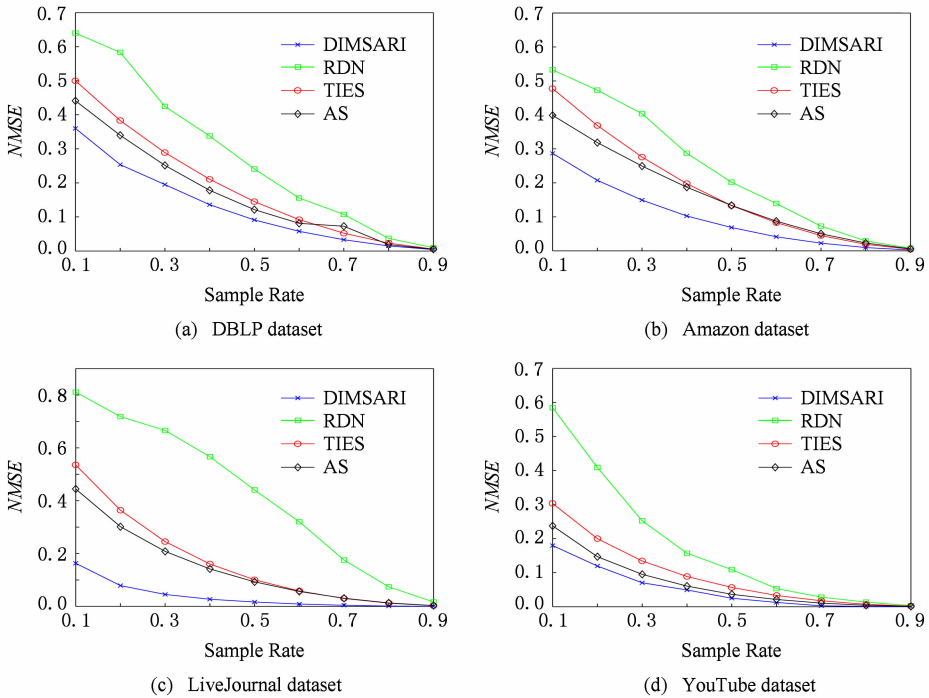 0.7
0.6
0.5
0.4
0.3
0.2
0.1
0.0
NMSE
DIMSARI
RDN
TIES
AS
0.1 0.3 0.5 0.7 0.9
Sample Rate
(a) DBLP dataset
0.7
0.6
0.5
0.4
0.3
0.2
0.1
0.0
NMSE
DIMSARI
RDN
TIES
AS
0.1 0.3 0.5 0.7 0.9
Sample Rate
(b) Amazon dataset
0.8
0.6
0.4
0.2
0.0
NMSE
DIMSARI
RDN
TIES
AS
0.1 0.3 0.5 0.7 0.9
Sample Rate
(c) LiveJournal dataset
0.7
0.6
0.5
0.4
0.3
0.2
0.1
0.0
NMSE
DIMSARI
RDN
TIES
AS
0.1 0.3 0.5 0.7 0.9
Sample Rate
(d) YouTube dataset